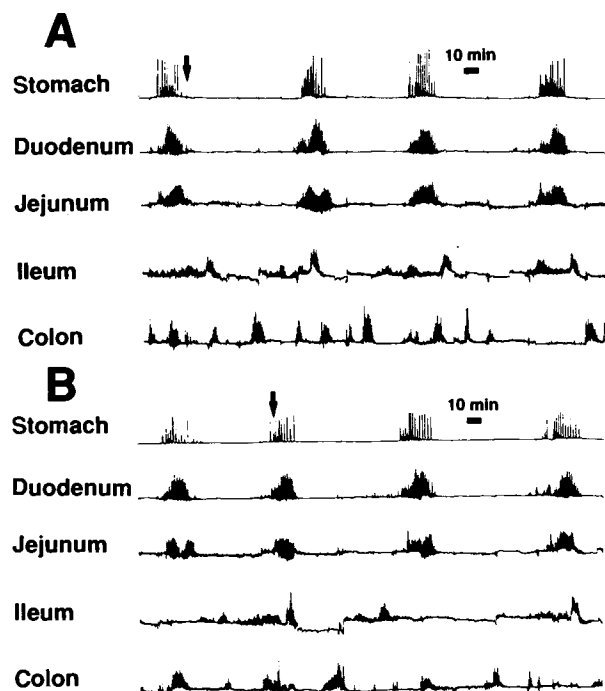 A
10 min
Stomach
Duodenum
Jejunum
Ileum
Colon
B
10 min
Stomach
Duodenum
Jejunum
Ileum
Colon